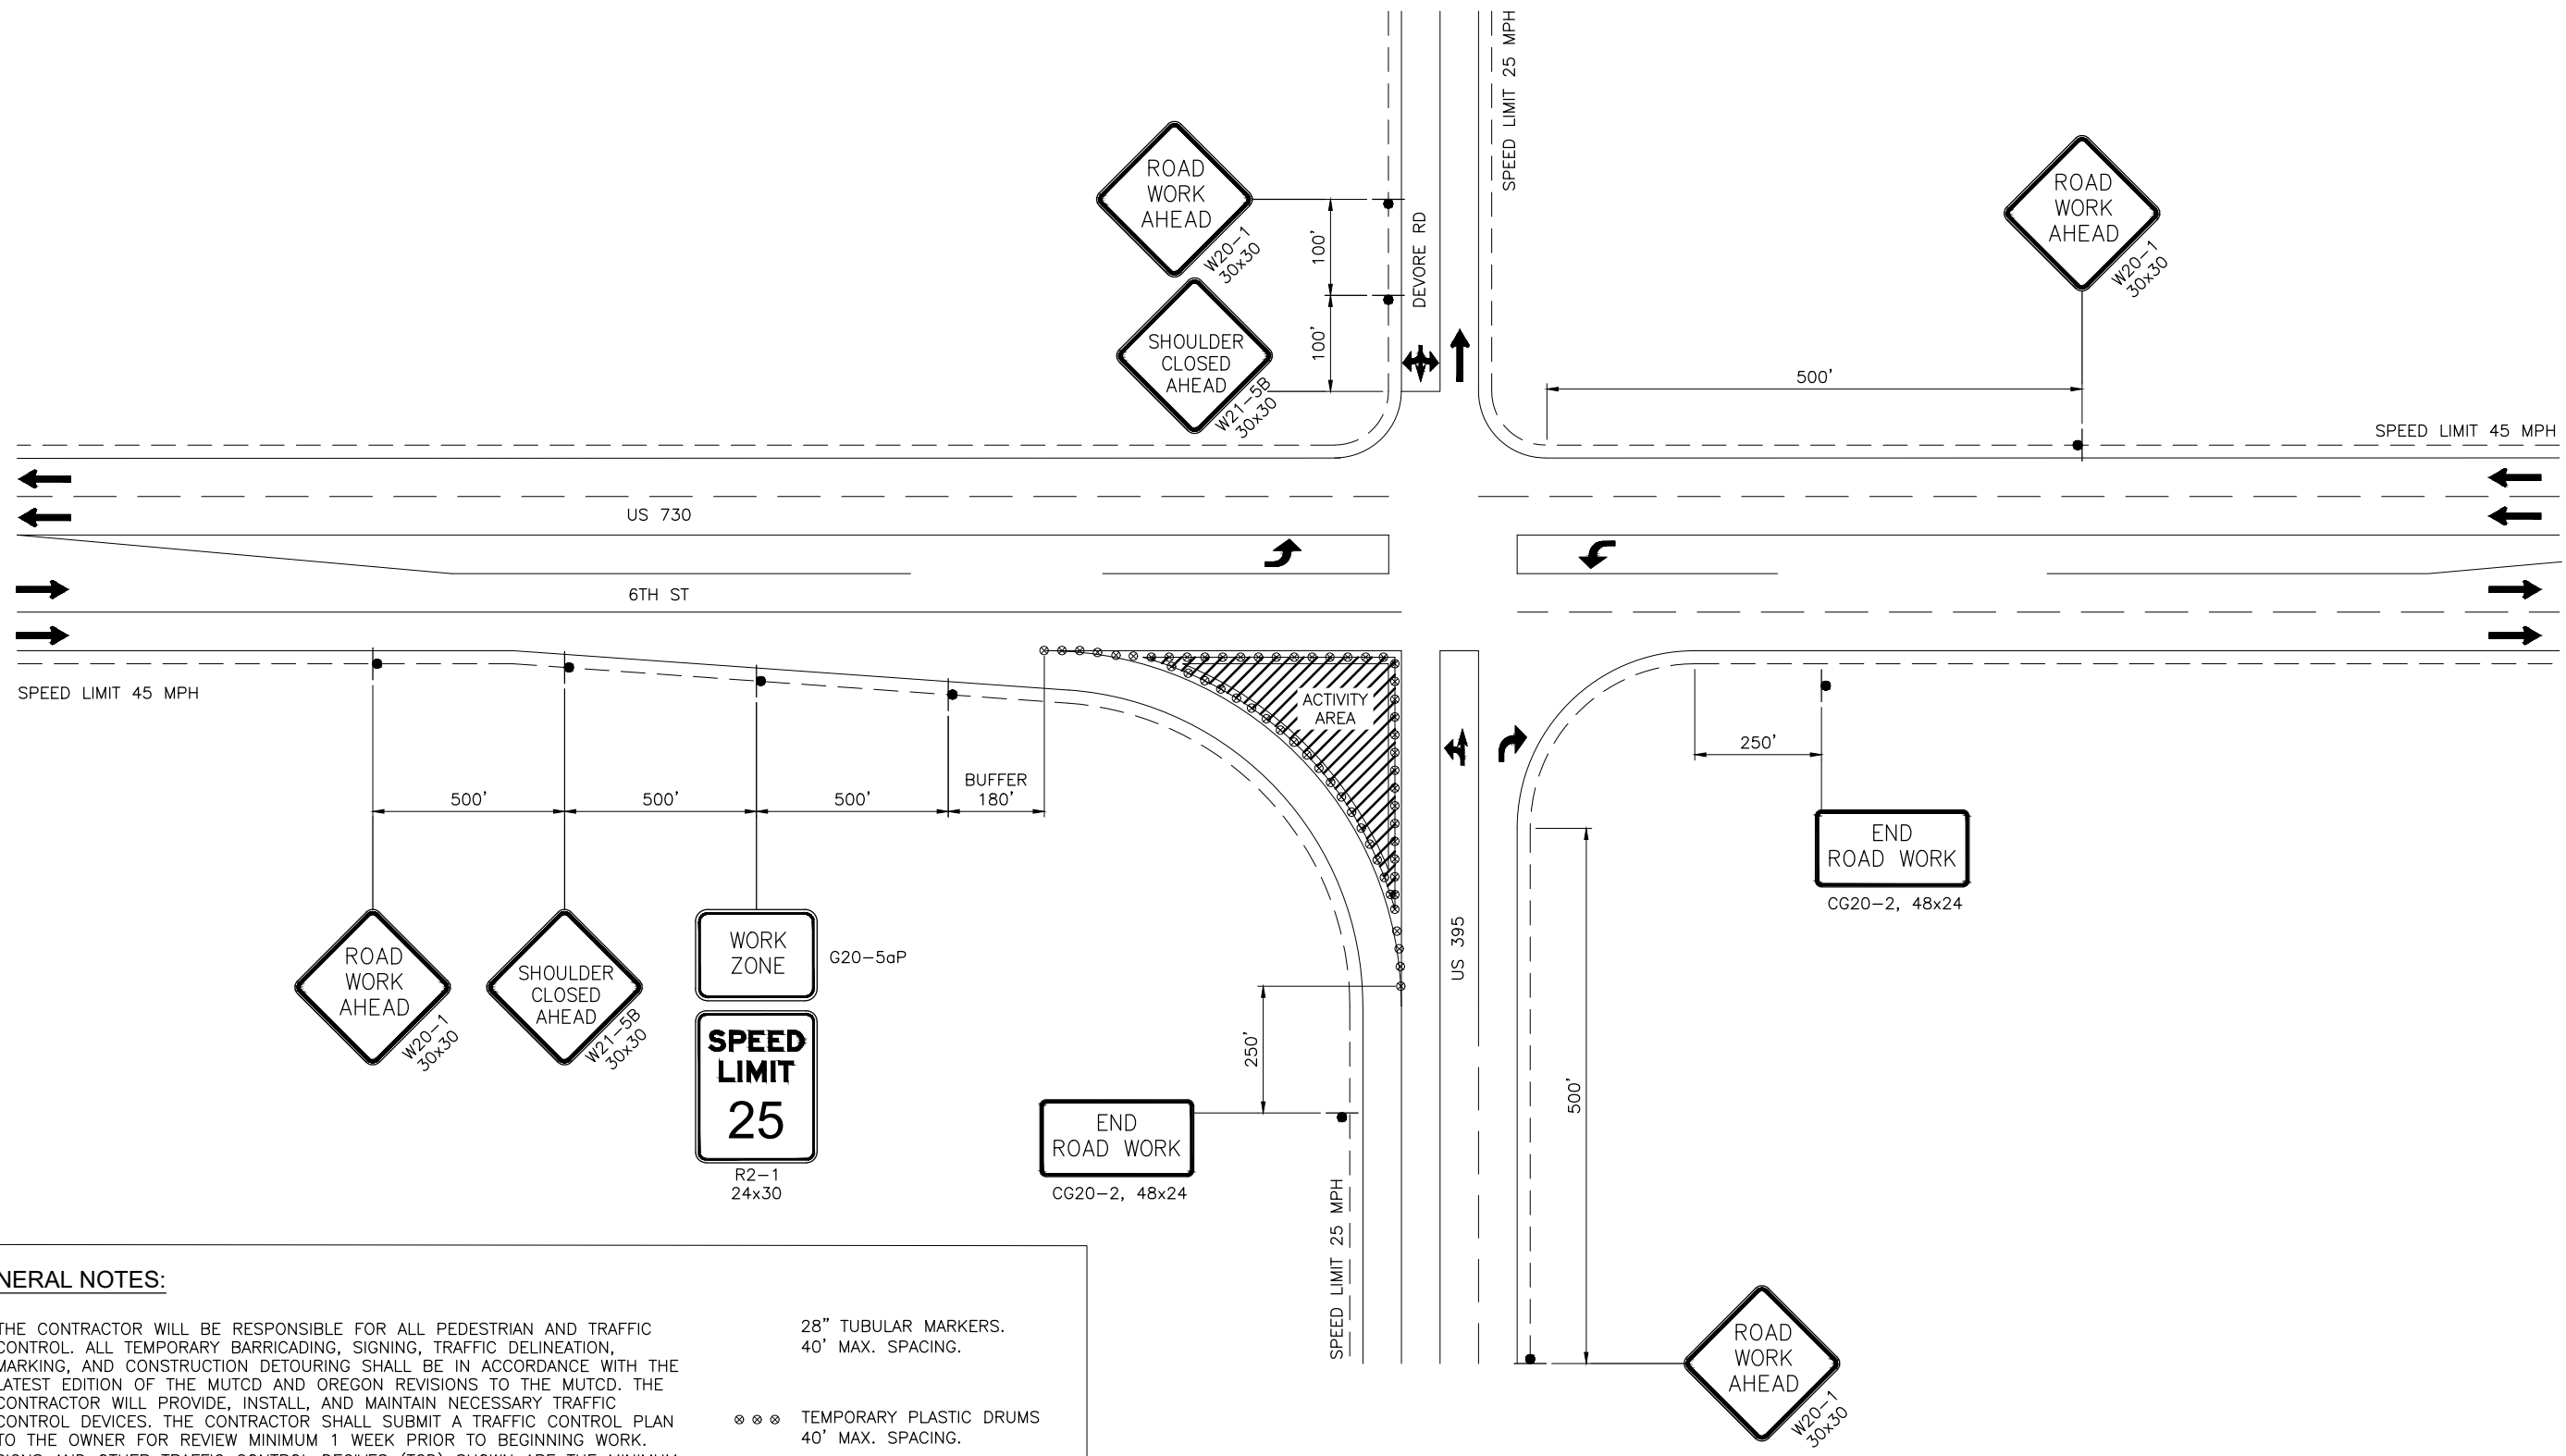 SPEED LIMIT 25 MPH
ROAD
WORK
AHEAD
W20-1
30x30
100'
DEVORE RD
SHOULDER
CLOSED
AHEAD
W21-5B
30x30
100'
ROAD
WORK
AHEAD
W20-1
30x30
500'
SPEED LIMIT 45 MPH
US 730
6TH ST
SPEED LIMIT 45 MPH
ACTIVITY
AREA
500'
500'
500'
BUFFER
180'
250'
END
ROAD WORK
CG20-2, 48x24
ROAD
WORK
AHEAD
W20-1
30x30
SHOULDER
CLOSED
AHEAD
W21-5B
30x30
WORK
ZONE
G20-5aP
SPEED
LIMIT
25
R2-1
24x30
US 395
250'
END
ROAD WORK
CG20-2, 48x24
500'
SPEED LIMIT 25 MPH
ROAD
WORK
AHEAD
W20-1
30x30
NERAL NOTES:
THE CONTRACTOR WILL BE RESPONSIBLE FOR ALL PEDESTRIAN AND TRAFFIC
CONTROL. ALL TEMPORARY BARRICADING, SIGNING, TRAFFIC DELINEATION,
MARKING, AND CONSTRUCTION DETOURING SHALL BE IN ACCORDANCE WITH THE
LATEST EDITION OF THE MUTCD AND OREGON REVISIONS TO THE MUTCD. THE
CONTRACTOR WILL PROVIDE, INSTALL, AND MAINTAIN NECESSARY TRAFFIC
CONTROL DEVICES. THE CONTRACTOR SHALL SUBMIT A TRAFFIC CONTROL PLAN
TO THE OWNER FOR REVIEW MINIMUM 1 WEEK PRIOR TO BEGINNING WORK.
28" TUBULAR MARKERS.
40' MAX. SPACING.
TEMPORARY PLASTIC DRUMS
40' MAX. SPACING.